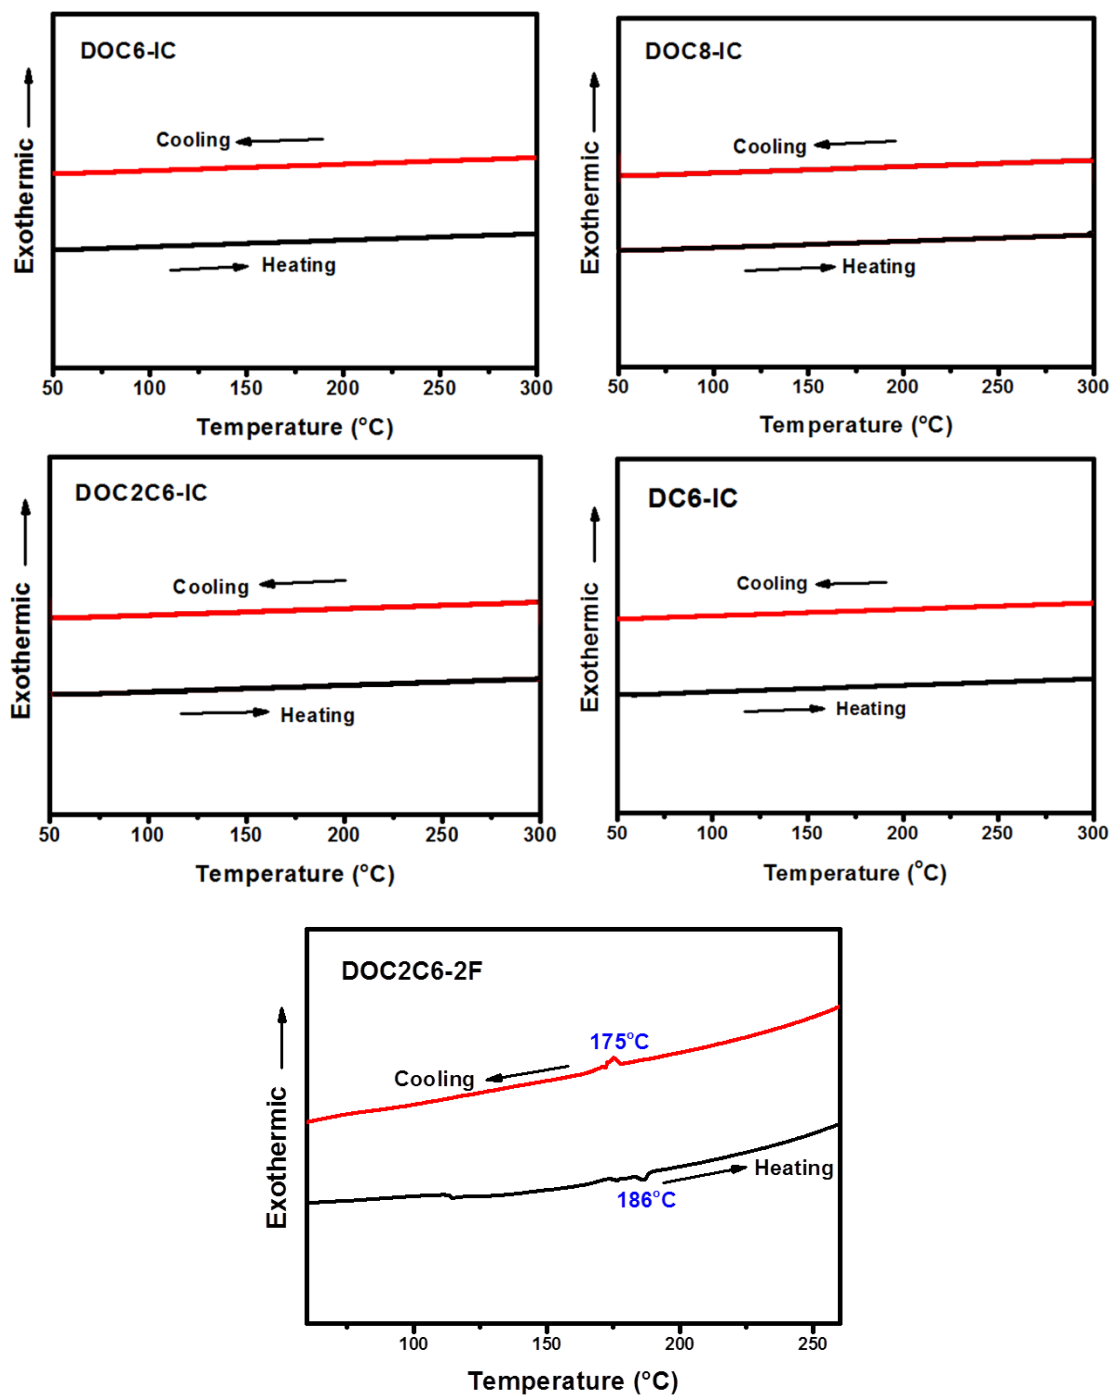 DOC6-IC
Exothermic
Cooling
Heating
50 100 150 200 250 300
Temperature (°C)
DOC8-IC
Exothermic
Cooling
Heating
50 100 150 200 250 300
Temperature (°C)
DOC2C6-IC
Exothermic
Cooling
Heating
50 100 150 200 250 300
Temperature (°C)
DC6-IC
Exothermic
Cooling
Heating
50 100 150 200 250 300
Temperature (°C)
DOC2C6-2F
Exothermic
175°C
Cooling
Heating
186°C
100 150 200 250
Temperature (°C)